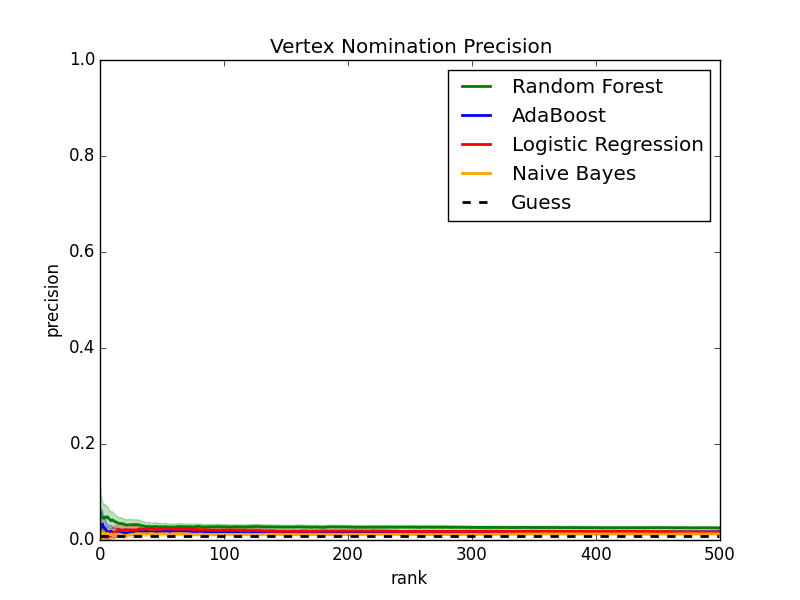 Vertex Nomination Precision
1.0
0.8
0.6
0.4
0.2
0.0
precision
Random Forest
AdaBoost
Logistic Regression
Naive Bayes
Guess
0 100 200 300 400 500
rank